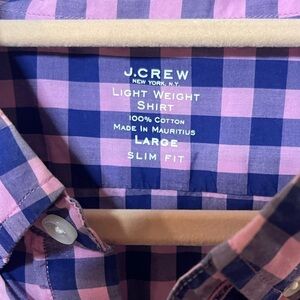 J.CREW
NEW YORK, N.Y.
LIGHT WEIGHT
SHIRT
100% COTTON
MADE IN MAURITIUS
LARGE
SLIM FIT